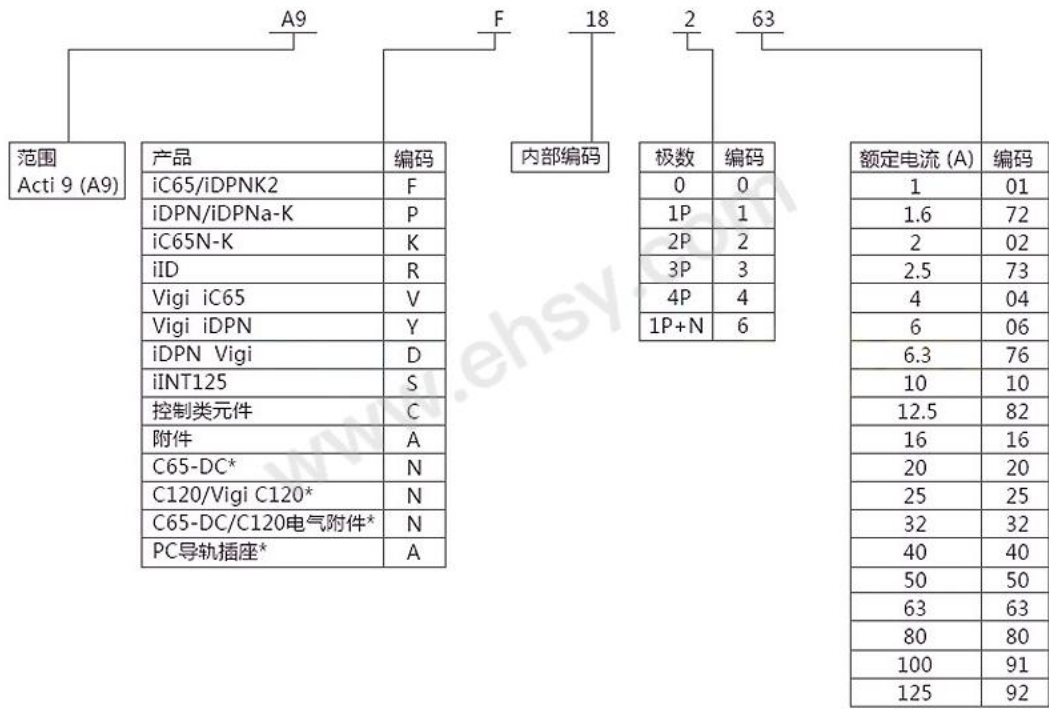 A9 F 18 2 63
范围
Acti 9 (A9)
产品 编码
iC65/iDPNK2 F
iDPN/iDPNa-K P
iC65N-K K
iID R
Vigi iC65 V
Vigi iDPN Y
iDPN Vigi D
iINT125 S
控制类元件 C
附件 A
C65-DC* N
C120/Vigi C120* N
C65-DC/C120电气附件* N
PC导轨插座* A
内部编码
极数 编码
0 0
1P 1
2P 2
3P 3
4P 4
1P+N 6
额定电流 (A) 编码
1 01
1.6 72
2 02
2.5 73
4 04
6 06
6.3 76
10 10
12.5 82
16 16
20 20
25 25
32 32
40 40
50 50
63 63
80 80
100 91
125 92
www.ehsy.com